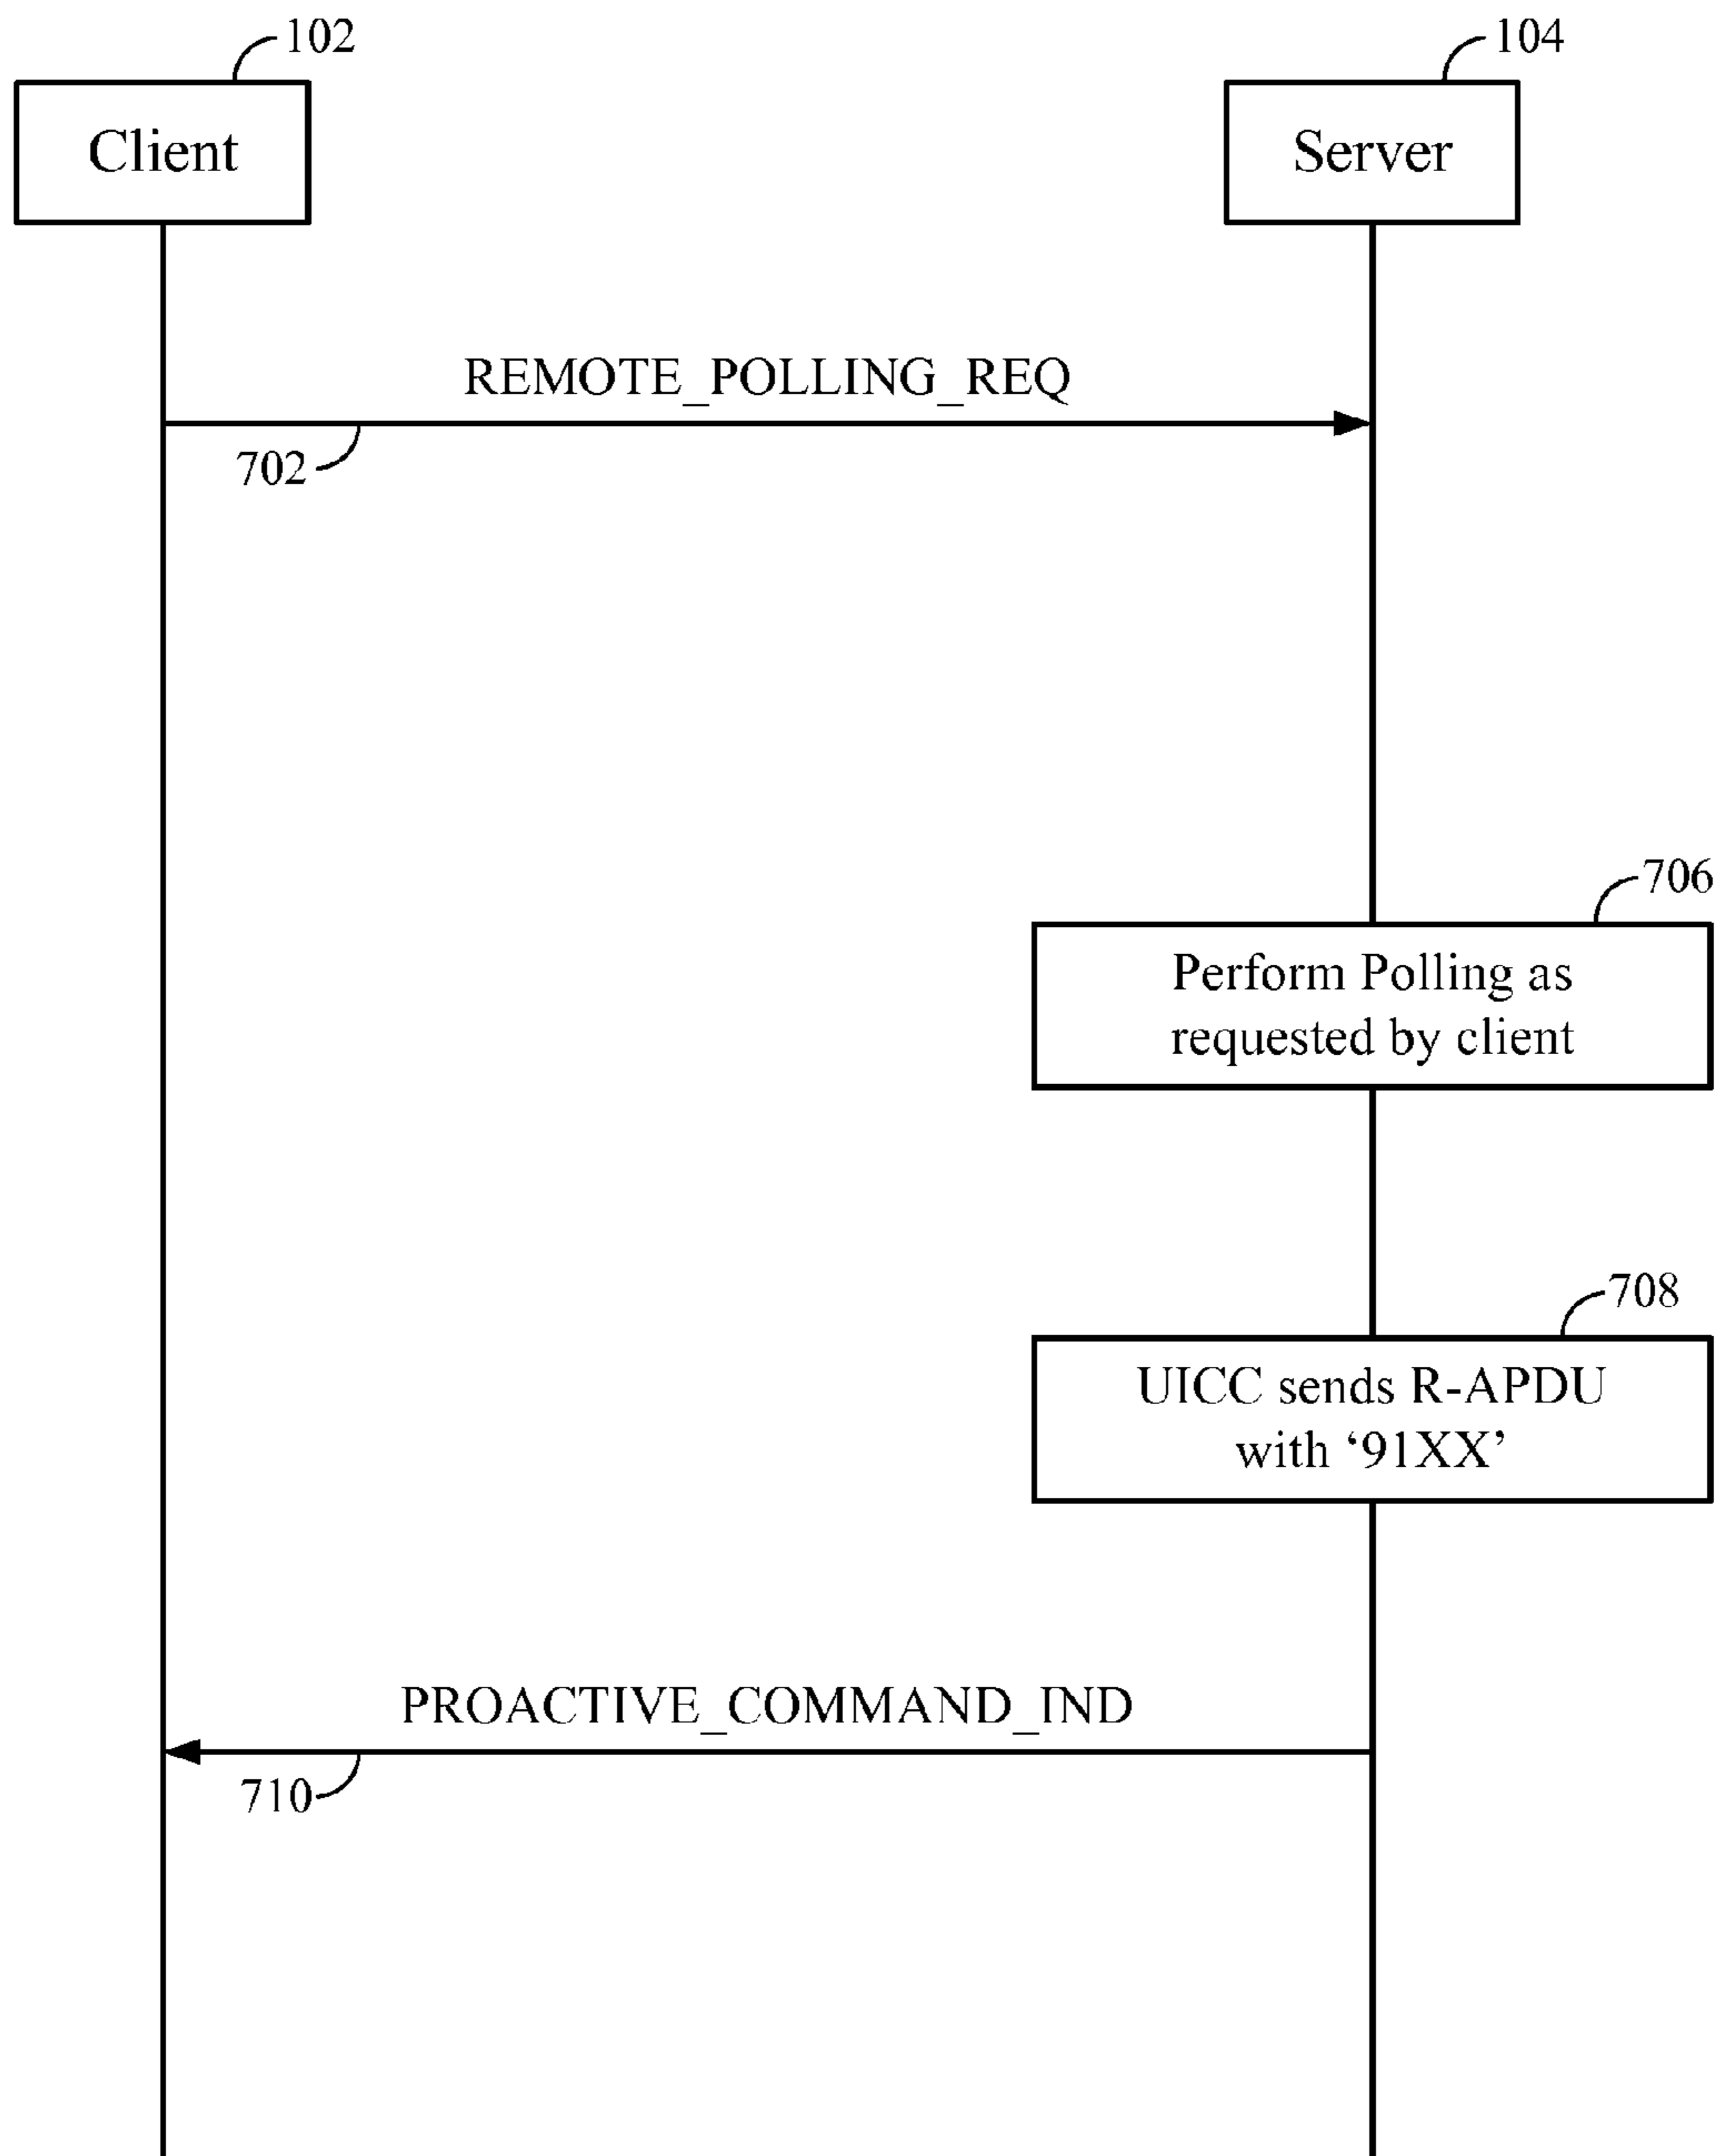 102
104
Client
Server
REMOTE_POLLING_REQ
702
706
Perform Polling as
requested by client
708
UICC sends R-APDU
with ‘91XX’
PROACTIVE_COMMAND_IND
710